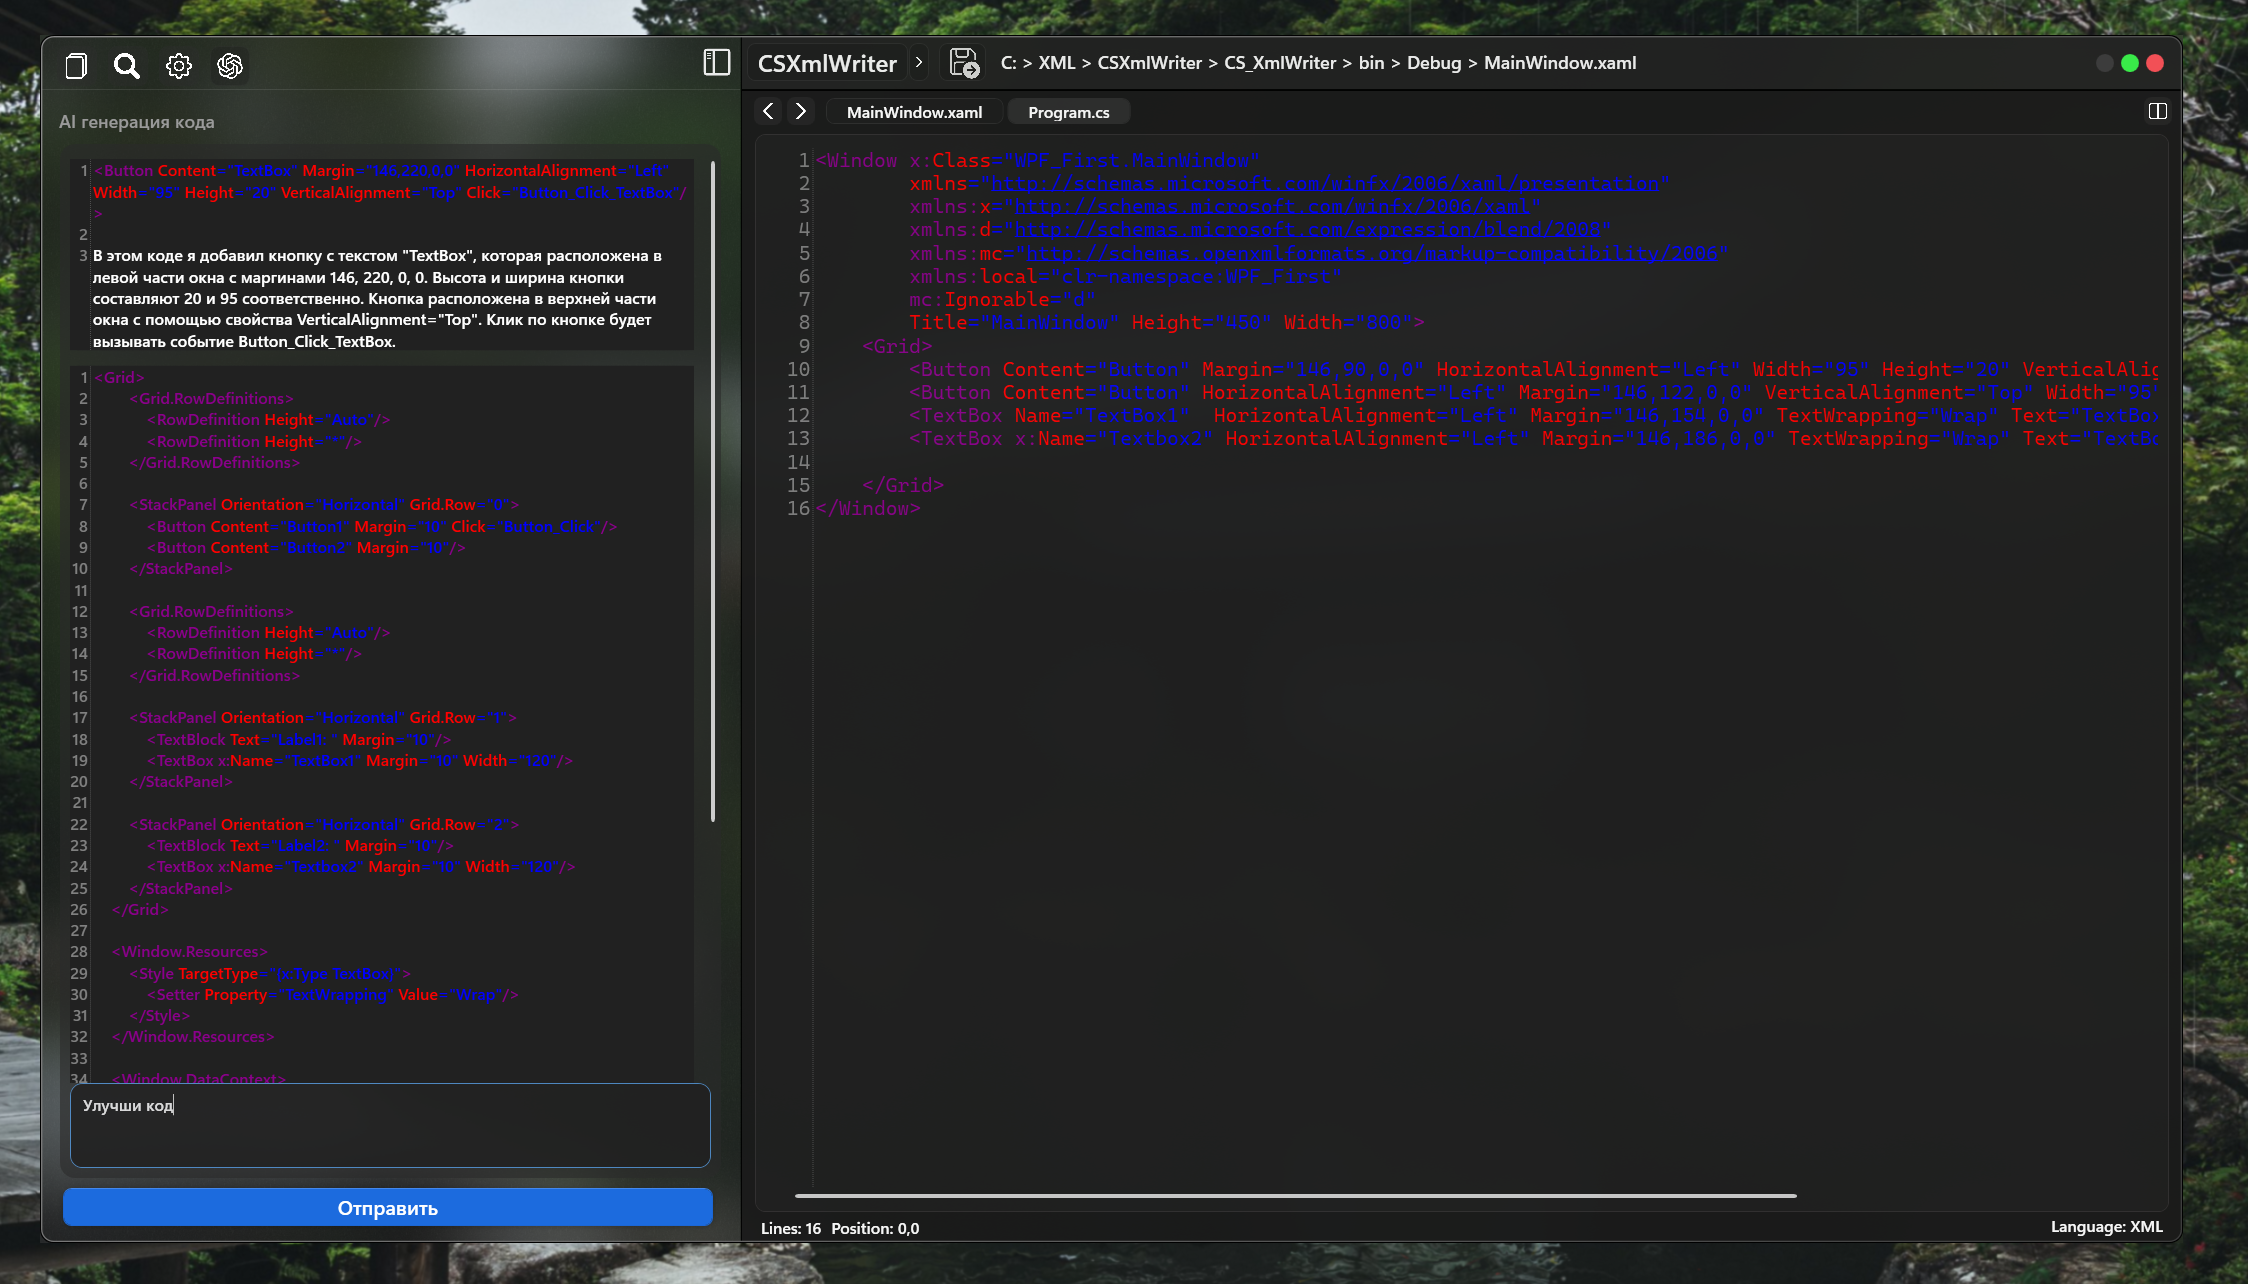 CSXmlWriter
C: > XML > CSXmlWriter > CS_XmlWriter > bin > Debug > MainWindow.xaml
AI генерация кода
1 <Button Content="TextBox" Margin="146,220,0,0" HorizontalAlignment="Left"
Width="95" Height="20" VerticalAlignment="Top" Click="Button_Click_TextBox"/
>
2
3 В этом коде я добавил кнопку с текстом "TextBox", которая расположена в
левой части окна с маргинами 146, 220, 0, 0. Высота и ширина кнопки
составляют 20 и 95 соответственно. Кнопка расположена в верхней части
окна с помощью свойства VerticalAlignment="Top". Клик по кнопке будет
вызывать событие Button_Click_TextBox.
1 <Grid>
2 <Grid.RowDefinitions>
3 <RowDefinition Height="Auto"/>
4 <RowDefinition Height="*"/>
5 </Grid.RowDefinitions>
6
7 <StackPanel Orientation="Horizontal" Grid.Row="0">
8 <Button Content="Button1" Margin="10" Click="Button_Click"/>
9 <Button Content="Button2" Margin="10"/>
10 </StackPanel>
11
12 <Grid.RowDefinitions>
13 <RowDefinition Height="Auto"/>
14 <RowDefinition Height="*"/>
15 </Grid.RowDefinitions>
16
17 <StackPanel Orientation="Horizontal" Grid.Row="1">
18 <TextBlock Text="Label1: " Margin="10"/>
19 <TextBox x:Name="TextBox1" Margin="10" Width="120"/>
20 </StackPanel>
21
22 <StackPanel Orientation="Horizontal" Grid.Row="2">
23 <TextBlock Text="Label2: " Margin="10"/>
24 <TextBox x:Name="Textbox2" Margin="10" Width="120"/>
25 </StackPanel>
26 </Grid>
27
28 <Window.Resources>
29 <Style TargetType="{x:Type TextBox}">
30 <Setter Property="TextWrapping" Value="Wrap"/>
31 </Style>
32 </Window.Resources>
33
34 <Window.DataContext>
Улучши код
Отправить
MainWindow.xaml
Program.cs
1 <Window x:Class="WPF_First.MainWindow"
2 xmlns="http://schemas.microsoft.com/winfx/2006/xaml/presentation"
3 xmlns:x="http://schemas.microsoft.com/winfx/2006/xaml"
4 xmlns:d="http://schemas.microsoft.com/expression/blend/2008"
5 xmlns:mc="http://schemas.openxmlformats.org/markup-compatibility/2006"
6 xmlns:local="clr-namespace:WPF_First"
7 mc:Ignorable="d"
8 Title="MainWindow" Height="450" Width="800">
9 <Grid>
10 <Button Content="Button" Margin="146,90,0,0" HorizontalAlignment="Left" Width="95" Height="20" VerticalAlig
11 <Button Content="Button" HorizontalAlignment="Left" Margin="146,122,0,0" VerticalAlignment="Top" Width="95"
12 <TextBox Name="TextBox1" HorizontalAlignment="Left" Margin="146,154,0,0" TextWrapping="Wrap" Text="TextBox
13 <TextBox x:Name="Textbox2" HorizontalAlignment="Left" Margin="146,186,0,0" TextWrapping="Wrap" Text="TextBo
14
15 </Grid>
16 </Window>
Lines: 16 Position: 0,0
Language: XML